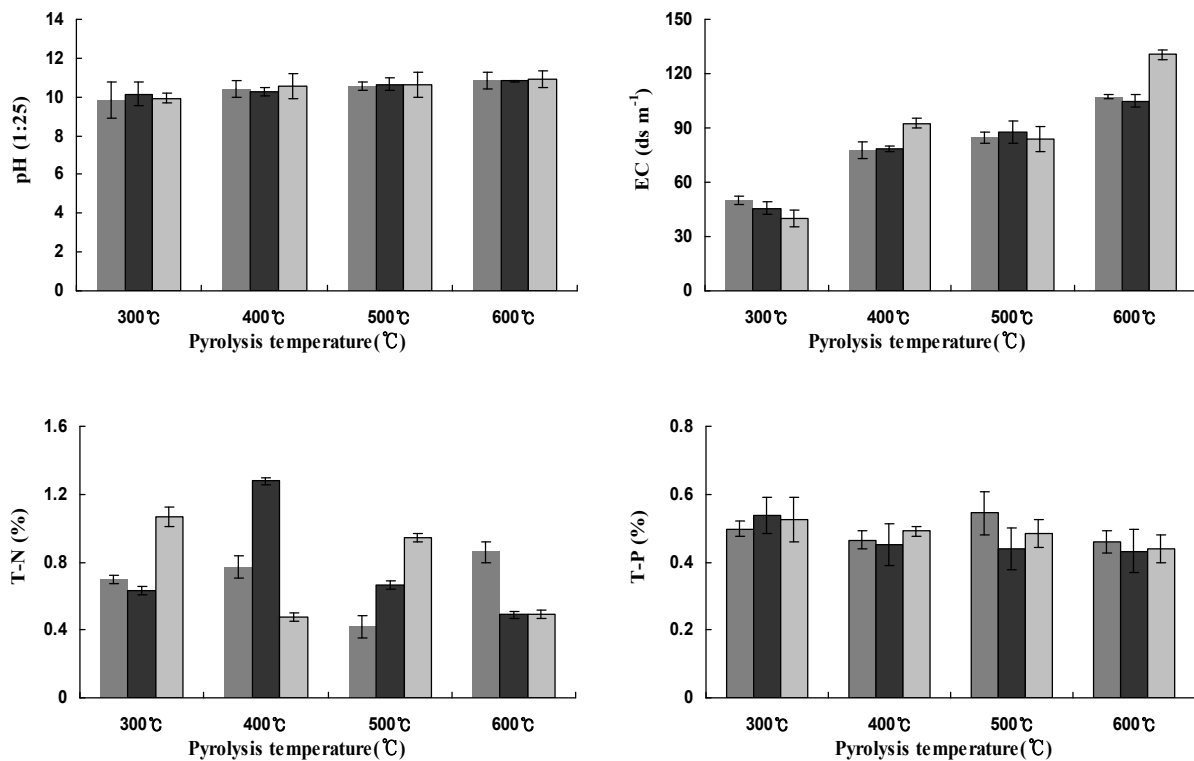 14
12
10
8
6
4
2
0
pH (1:25)
300℃ 400℃ 500℃ 600℃
Pyrolysis temperature(℃)
150
120
90
60
30
0
EC (ds m⁻¹)
300℃ 400℃ 500℃ 600℃
Pyrolysis temperature(℃)
1.6
1.2
0.8
0.4
0
T-N (%)
300℃ 400℃ 500℃ 600℃
Pyrolysis temperature(℃)
0.8
0.6
0.4
0.2
0
T-P (%)
300℃ 400℃ 500℃ 600℃
Pyrolysis temperature(℃)